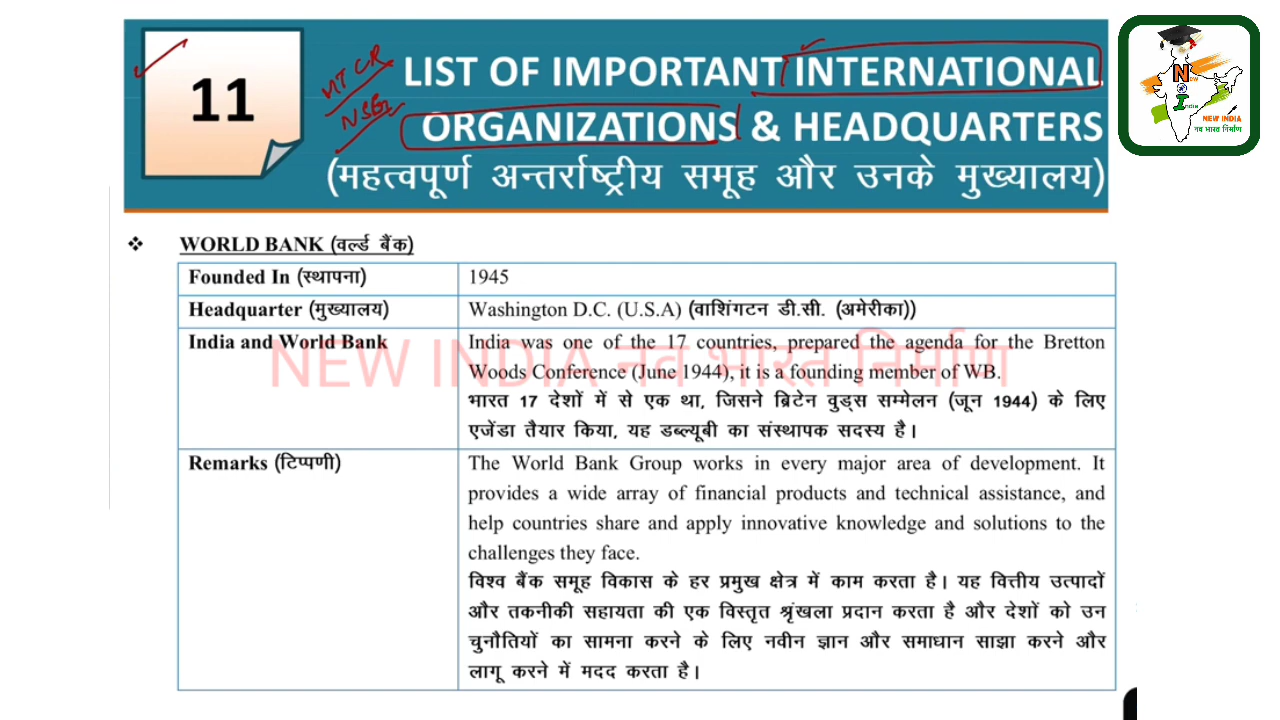 11
LIST OF IMPORTANT INTERNATIONAL
ORGANIZATIONS & HEADQUARTERS
(महत्वपूर्ण अन्तर्राष्ट्रीय समूह और उनके मुख्यालय)
NEW INDIA
नव भारत निर्माण
❖ WORLD BANK (वर्ल्ड बैंक)
Founded In (स्थापना) 1945
Headquarter (मुख्यालय) Washington D.C. (U.S.A) (वाशिंगटन डी.सी. (अमेरीका))
India and World Bank India was one of the 17 countries, prepared the agenda for the Bretton
Woods Conference (June 1944), it is a founding member of WB.
भारत 17 देशों में से एक था, जिसने ब्रिटेन वुड्स सम्मेलन (जून 1944) के लिए
एजेंडा तैयार किया, यह डब्ल्यूबी का संस्थापक सदस्य है।
NEW INDIA नव भारत निर्माण
Remarks (टिप्पणी) The World Bank Group works in every major area of development. It
provides a wide array of financial products and technical assistance, and
help countries share and apply innovative knowledge and solutions to the
challenges they face.
विश्व बैंक समूह विकास के हर प्रमुख क्षेत्र में काम करता है। यह वित्तीय उत्पादों
और तकनीकी सहायता की एक विस्तृत श्रृंखला प्रदान करता है और देशों को उन
चुनौतियों का सामना करने के लिए नवीन ज्ञान और समाधान साझा करने और
लागू करने में मदद करता है।